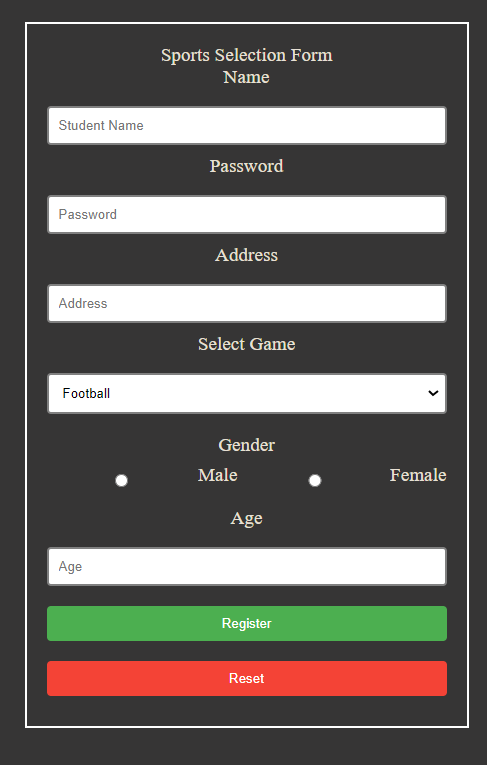 Sports Selection Form
Name
Student Name
Password
Password
Address
Address
Select Game
Football
Gender
Male Female
Age
Age
Register
Reset